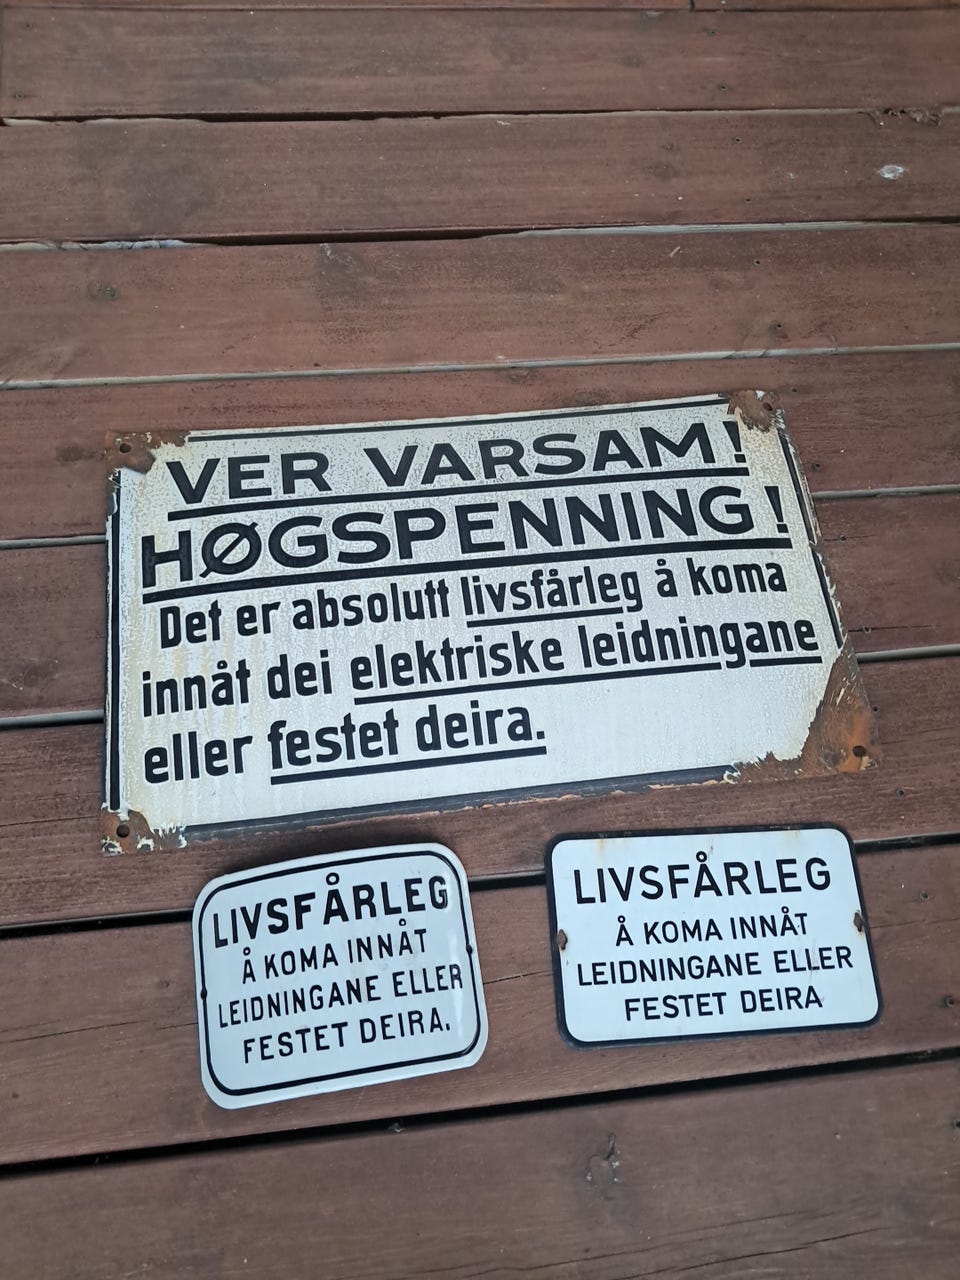 VER VARSAM!
HØGSPENNING!
Det er absolutt livsfårleg å koma
innåt dei elektriske leidningane
eller festet deira.
LIVSFÅRLEG
Å KOMA INNÅT
LEIDNINGANE ELLER
FESTET DEIRA.
LIVSFÅRLEG
Å KOMA INNÅT
LEIDNINGANE ELLER
FESTET DEIRA